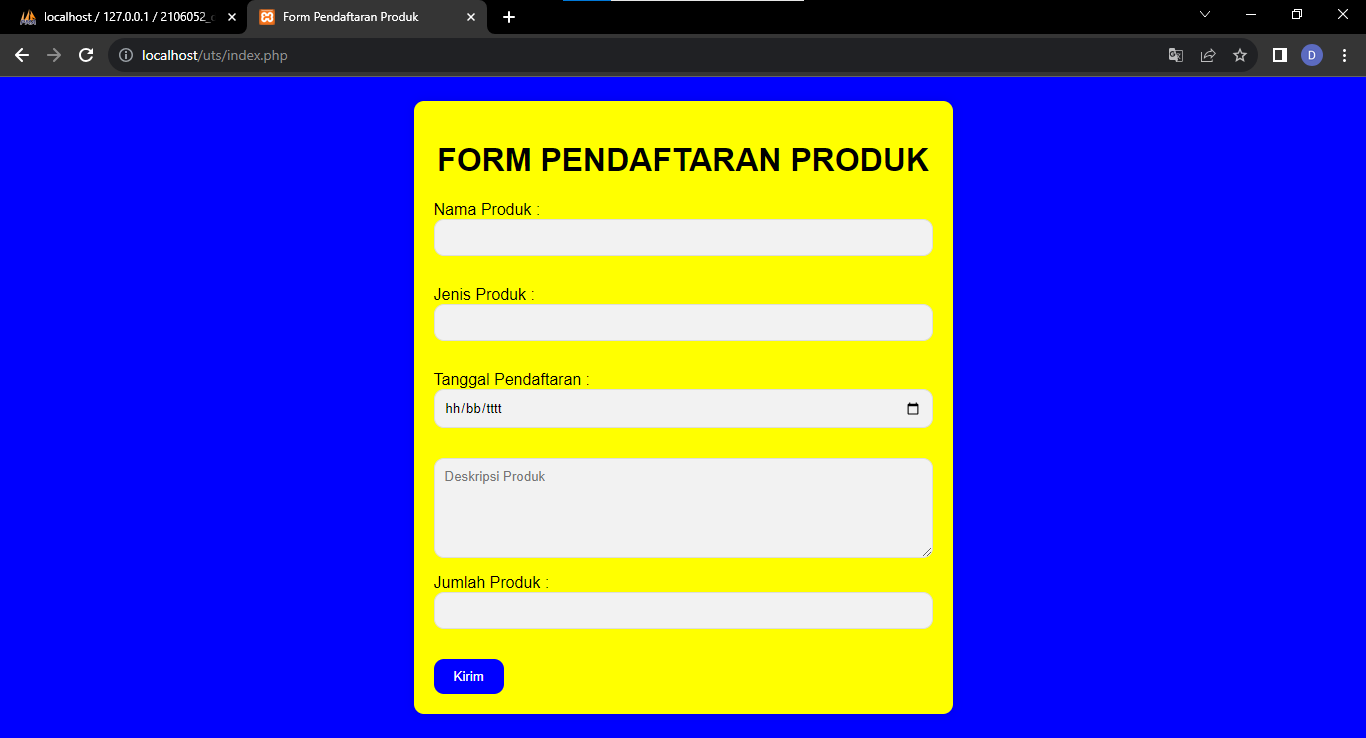 localhost / 127.0.0.1 / 2106052_
Form Pendaftaran Produk
localhost/uts/index.php
D
FORM PENDAFTARAN PRODUK
Nama Produk :
Jenis Produk :
Tanggal Pendaftaran :
hh/bb/tttt
Deskripsi Produk
Jumlah Produk :
Kirim